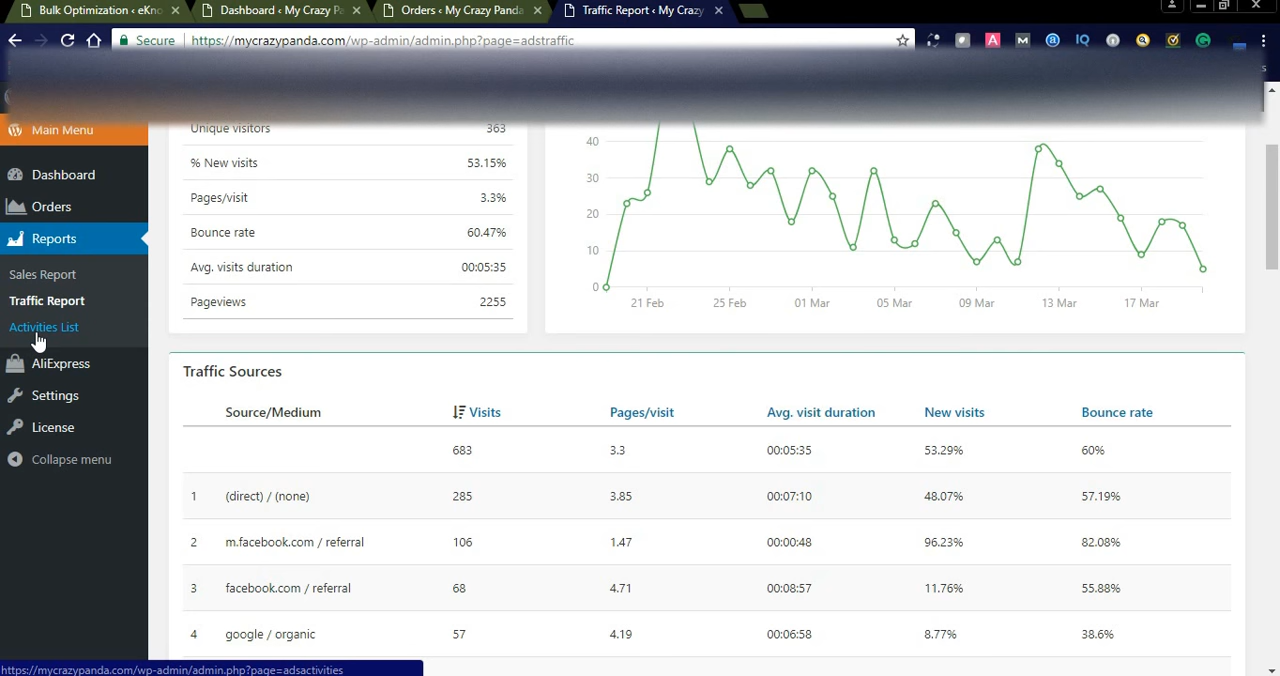 Bulk Optimization ‹ eKno
Dashboard ‹ My Crazy Pa
Orders ‹ My Crazy Panda
Traffic Report ‹ My Crazy
Secure
https://mycrazypanda.com/wp-admin/admin.php?page=adstraffic
Main Menu
Dashboard
Orders
Reports
Sales Report
Traffic Report
Activities List
AliExpress
Settings
License
Collapse menu
Unique visitors 363
% New visits 53.15%
Pages/visit 3.3%
Bounce rate 60.47%
Avg. visits duration 00:05:35
Pageviews 2255
40
30
20
10
0
21 Feb 25 Feb 01 Mar 05 Mar 09 Mar 13 Mar 17 Mar
Traffic Sources
Source/Medium Visits Pages/visit Avg. visit duration New visits Bounce rate
683 3.3 00:05:35 53.29% 60%
1 (direct) / (none) 285 3.85 00:07:10 48.07% 57.19%
2 m.facebook.com / referral 106 1.47 00:00:48 96.23% 82.08%
3 facebook.com / referral 68 4.71 00:08:57 11.76% 55.88%
4 google / organic 57 4.19 00:06:58 8.77% 38.6%
https://mycrazypanda.com/wp-admin/admin.php?page=adsactivities